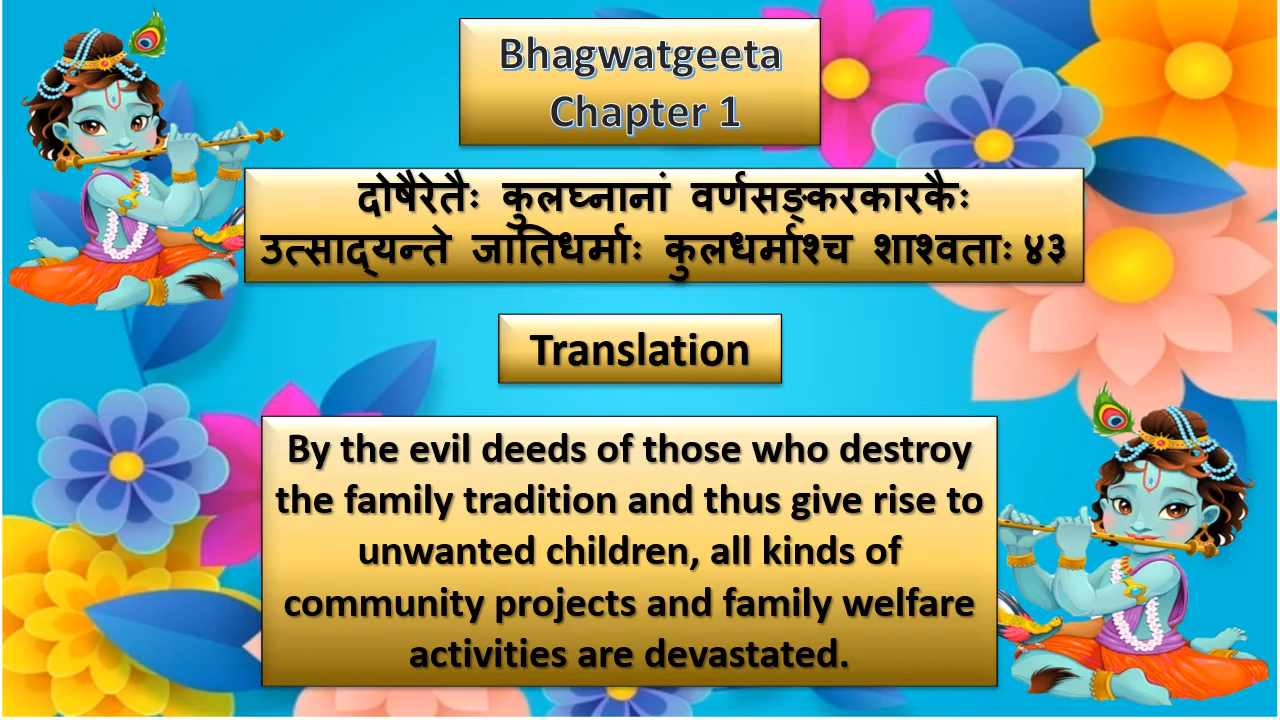 Bhagwatgeeta
Chapter 1
दोषैरेतैः कुलघ्नानां वर्णसङ्करकारकैः
उत्साद्यन्ते जातिधर्माः कुलधर्माश्च शाश्वताः ४३
Translation
By the evil deeds of those who destroy
the family tradition and thus give rise to
unwanted children, all kinds of
community projects and family welfare
activities are devastated.